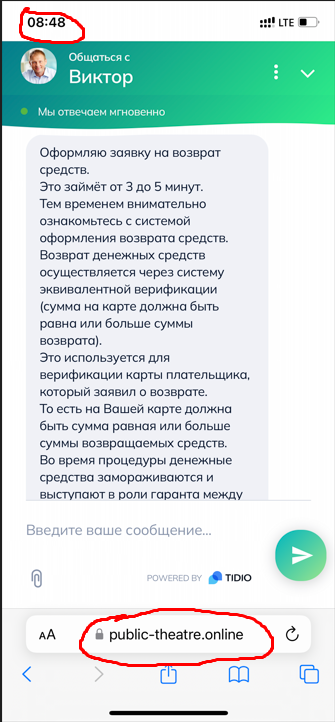 08:48
LTE
Общаться с
Виктор
Мы отвечаем мгновенно
Оформляю заявку на возврат
средств.
Это займёт от 3 до 5 минут.
Тем временем внимательно
ознакомьтесь с системой
оформления возврата средств.
Возврат денежных средств
осуществляется через систему
эквивалентной верификации
(сумма на карте должна быть
равна или больше суммы
возврата).
Это используется для
верификации карты плательщика,
который заявил о возврате.
То есть на Вашей карте должна
быть сумма равная или больше
суммы возвращаемых средств.
Во время процедуры денежные
средства замораживаются и
выступают в роли гаранта между
Введите ваше сообщение...
POWERED BY TIDIO
AA public-theatre.online